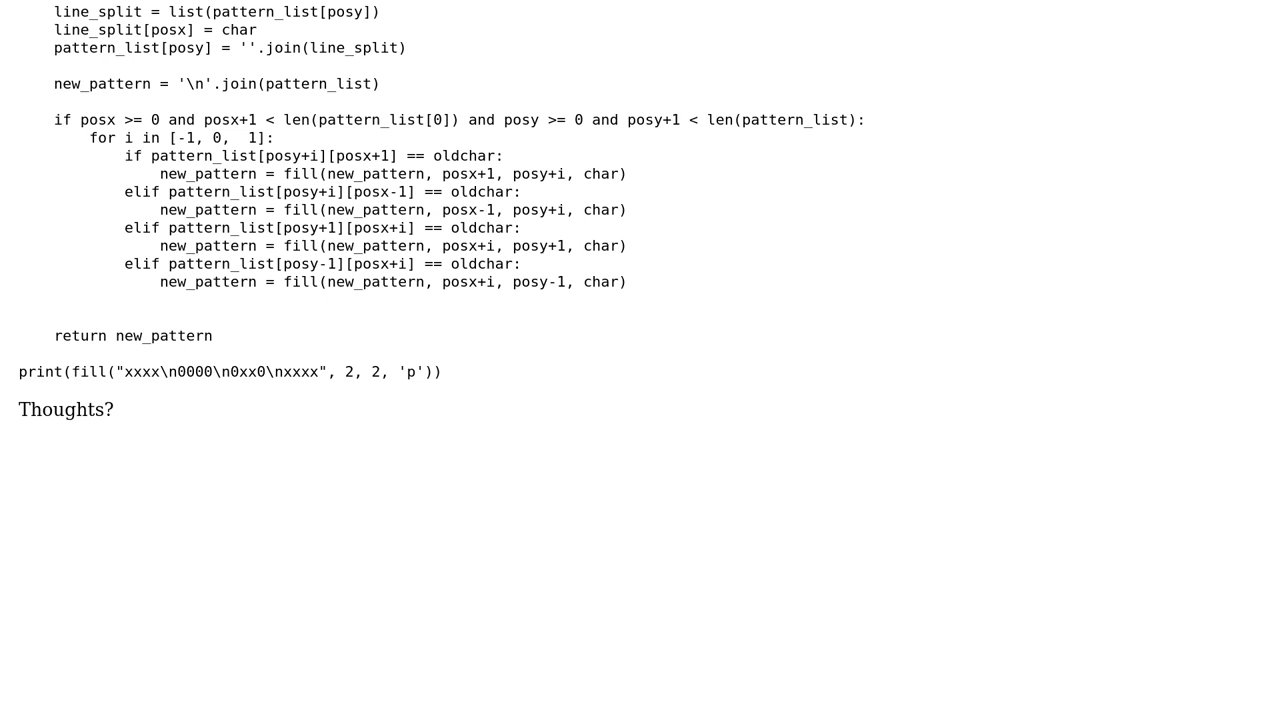 line_split = list(pattern_list[posy])
    line_split[posx] = char
    pattern_list[posy] = ''.join(line_split)

    new_pattern = '\n'.join(pattern_list)

    if posx >= 0 and posx+1 < len(pattern_list[0]) and posy >= 0 and posy+1 < len(pattern_list):
        for i in [-1, 0,  1]:
            if pattern_list[posy+i][posx+1] == oldchar:
                new_pattern = fill(new_pattern, posx+1, posy+i, char)
            elif pattern_list[posy+i][posx-1] == oldchar:
                new_pattern = fill(new_pattern, posx-1, posy+i, char)
            elif pattern_list[posy+1][posx+i] == oldchar:
                new_pattern = fill(new_pattern, posx+i, posy+1, char)
            elif pattern_list[posy-1][posx+i] == oldchar:
                new_pattern = fill(new_pattern, posx+i, posy-1, char)


    return new_pattern

print(fill("xxxx\n0000\n0xx0\nxxxx", 2, 2, 'p'))

Thoughts?